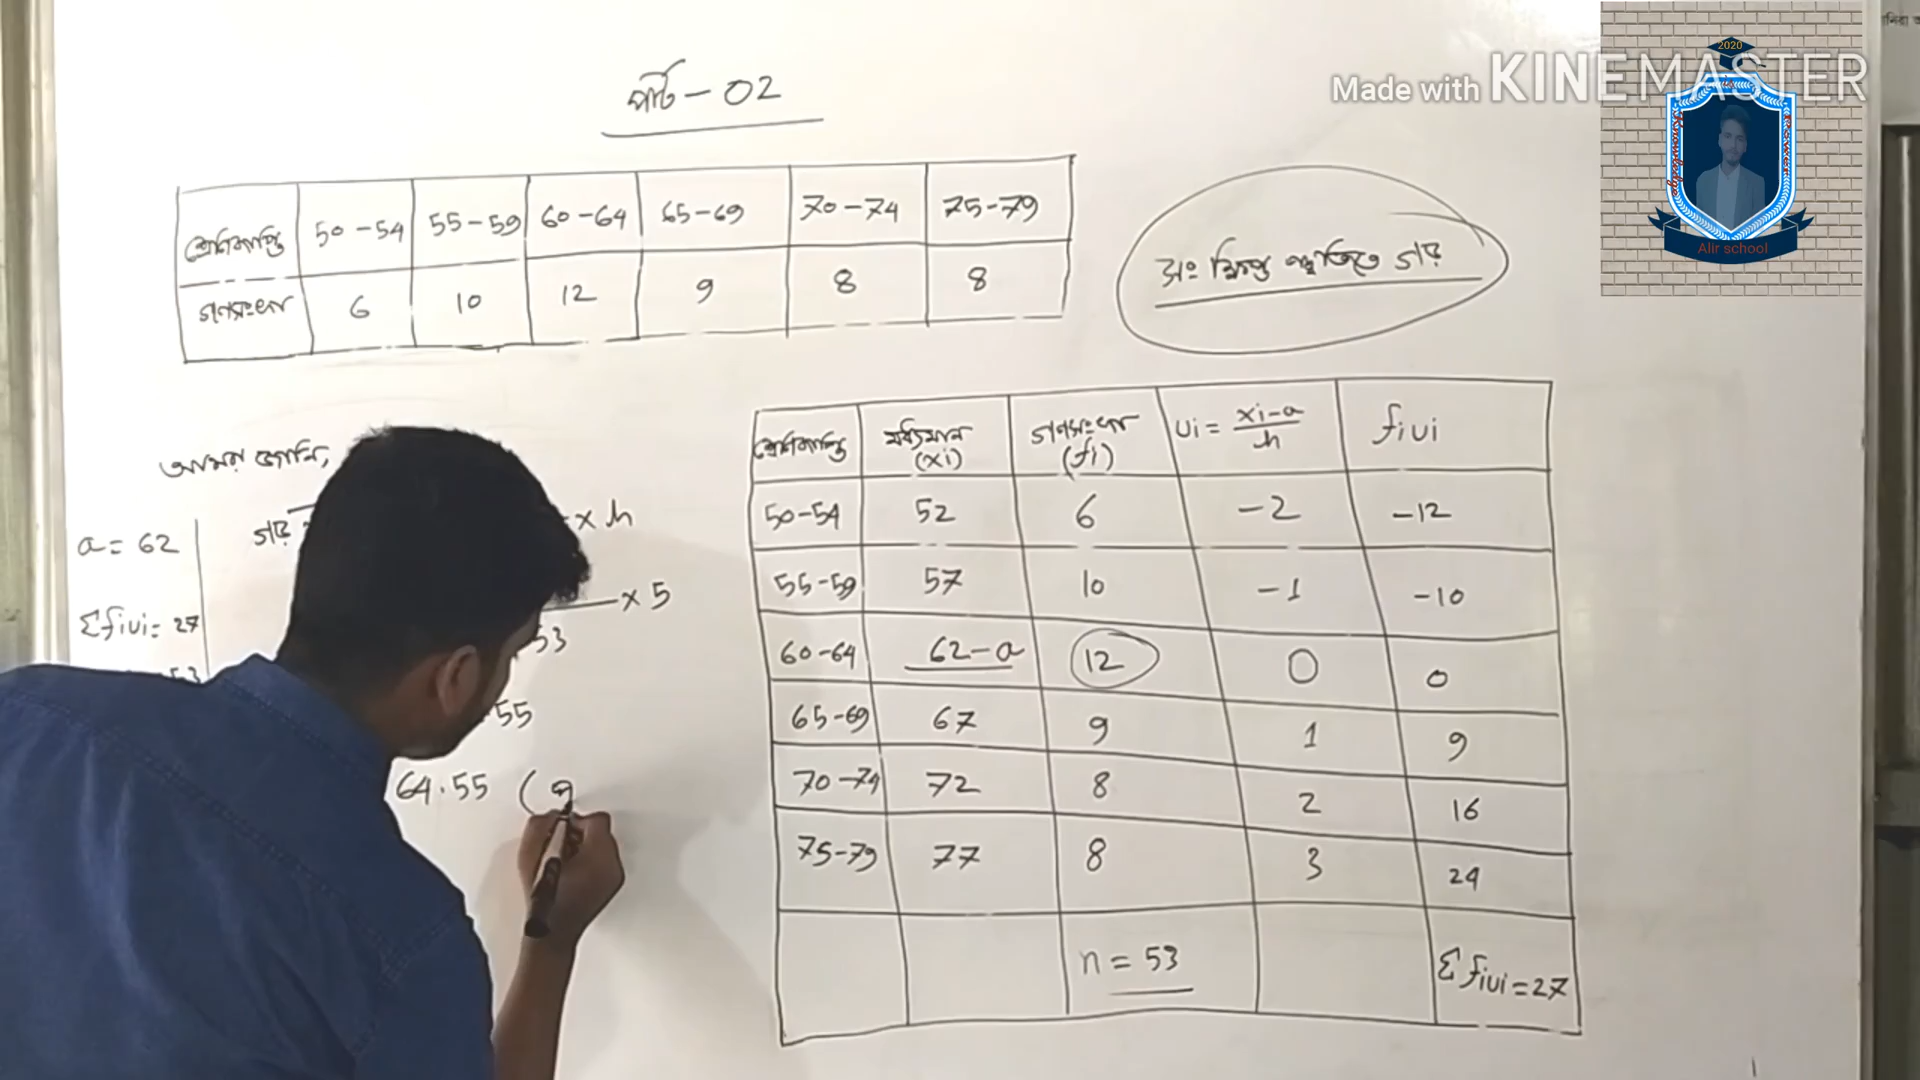 পার্ট - 02
শ্রেণিব্যাপ্তি 50-54 55-59 60-64 65-69 70-74 75-79
গণসংখ্যা 6 10 12 9 8 8
সংক্ষিপ্ত পদ্ধতিতে গড়
আমরা জানি,
গড় × h
a = 62
× 5
Σfiui = 27
53
53
55
64.55 (
শ্রেণিব্যাপ্তি মধ্যমান (xi) গণসংখ্যা (fi) ui = xi-a / h fiui
50-54 52 6 -2 -12
55-59 57 10 -1 -10
60-64 62-a 12 0 0
65-69 67 9 1 9
70-74 72 8 2 16
75-79 77 8 3 24
n = 53 Σfiui=27
Made with KINEMASTER
2020
Knowledge
Power
Alir school